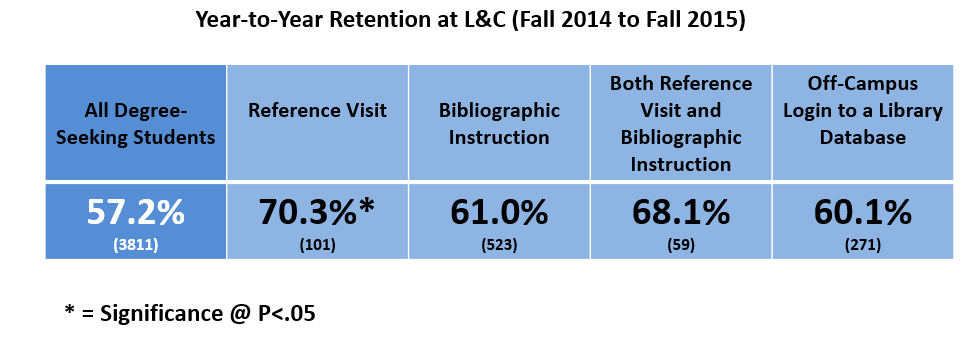 Year-to-Year Retention at L&C (Fall 2014 to Fall 2015)
All Degree-
Seeking Students
Reference Visit
Bibliographic
Instruction
Both Reference
Visit and
Bibliographic
Instruction
Off-Campus
Login to a Library
Database
57.2%
(3811)
70.3%*
(101)
61.0%
(523)
68.1%
(59)
60.1%
(271)
* = Significance @ P<.05